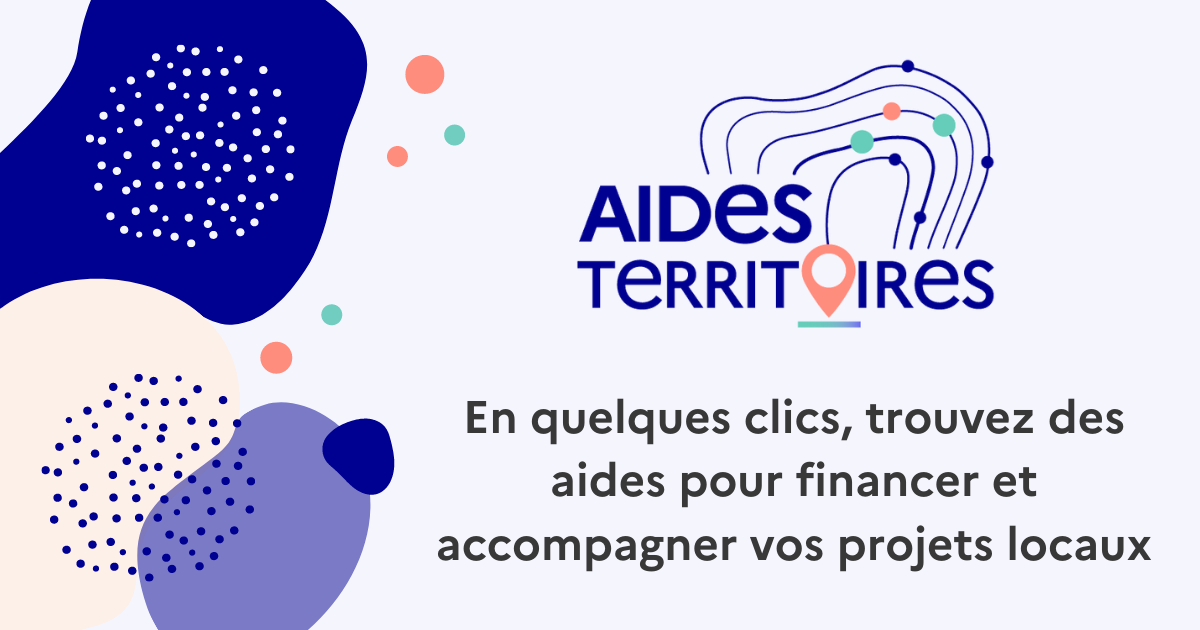 AIDES
TERRITOIRES
En quelques clics, trouvez des
aides pour financer et
accompagner vos projets locaux